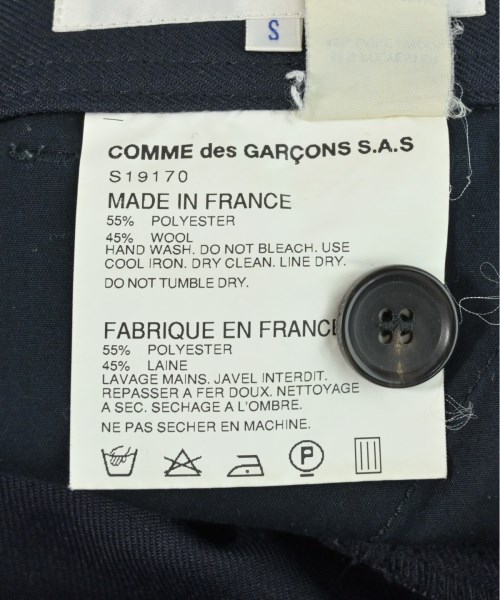 S
COMME des GARÇONS S.A.S
S19170
MADE IN FRANCE
55% POLYESTER
45% WOOL
HAND WASH. DO NOT BLEACH. USE
COOL IRON. DRY CLEAN. LINE DRY.
DO NOT TUMBLE DRY.
FABRIQUE EN FRANC
55% POLYESTER
45% LAINE
LAVAGE MAINS. JAVEL INTERDIT.
REPASSER A FER DOUX. NETTOYAGE
A SEC. SECHAGE A L'OMBRE.
NE PAS SECHER EN MACHINE.
P